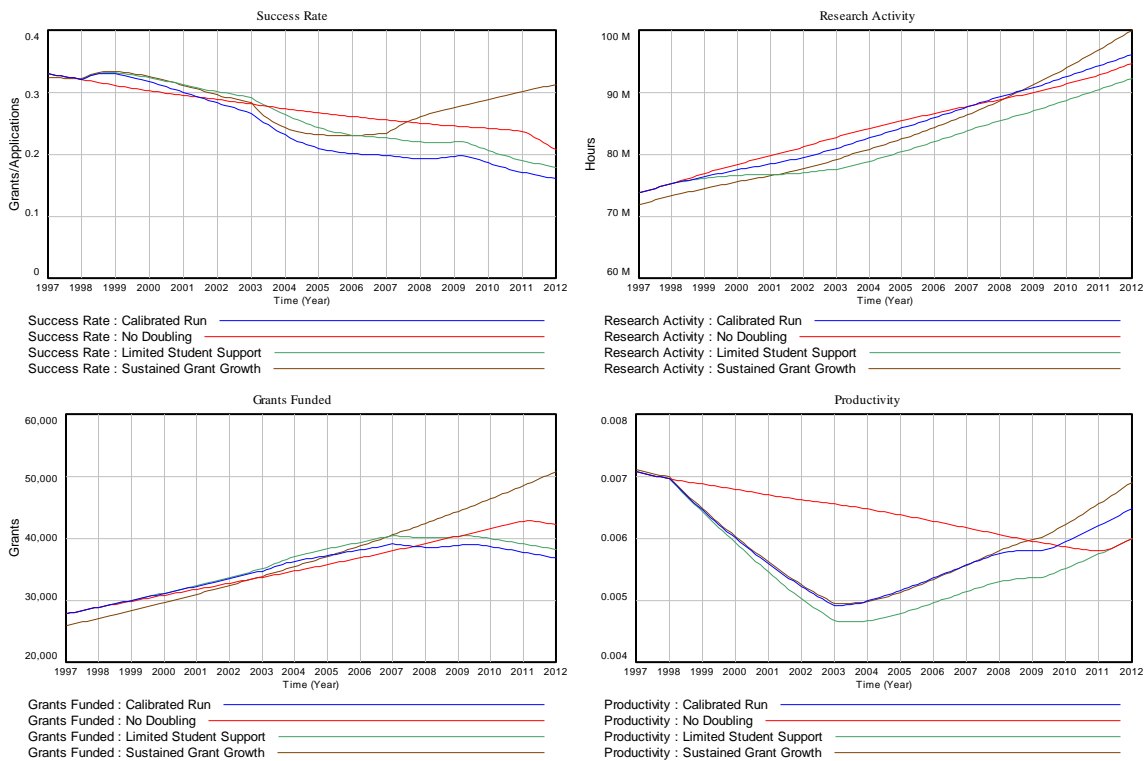 Success Rate
0.4
0.3
0.2
0.1
0
Grants/Applications
1997 1998 1999 2000 2001 2002 2003 2004 2005 2006 2007 2008 2009 2010 2011 2012
Time (Year)
Success Rate : Calibrated Run
Success Rate : No Doubling
Success Rate : Limited Student Support
Success Rate : Sustained Grant Growth
Research Activity
100 M
90 M
80 M
70 M
60 M
Hours
1997 1998 1999 2000 2001 2002 2003 2004 2005 2006 2007 2008 2009 2010 2011 2012
Time (Year)
Research Activity : Calibrated Run
Research Activity : No Doubling
Research Activity : Limited Student Support
Research Activity : Sustained Grant Growth
Grants Funded
60,000
50,000
40,000
30,000
20,000
Grants
1997 1998 1999 2000 2001 2002 2003 2004 2005 2006 2007 2008 2009 2010 2011 2012
Time (Year)
Grants Funded : Calibrated Run
Grants Funded : No Doubling
Grants Funded : Limited Student Support
Grants Funded : Sustained Grant Growth
Productivity
0.008
0.007
0.006
0.005
0.004
1997 1998 1999 2000 2001 2002 2003 2004 2005 2006 2007 2008 2009 2010 2011 2012
Time (Year)
Productivity : Calibrated Run
Productivity : No Doubling
Productivity : Limited Student Support
Productivity : Sustained Grant Growth